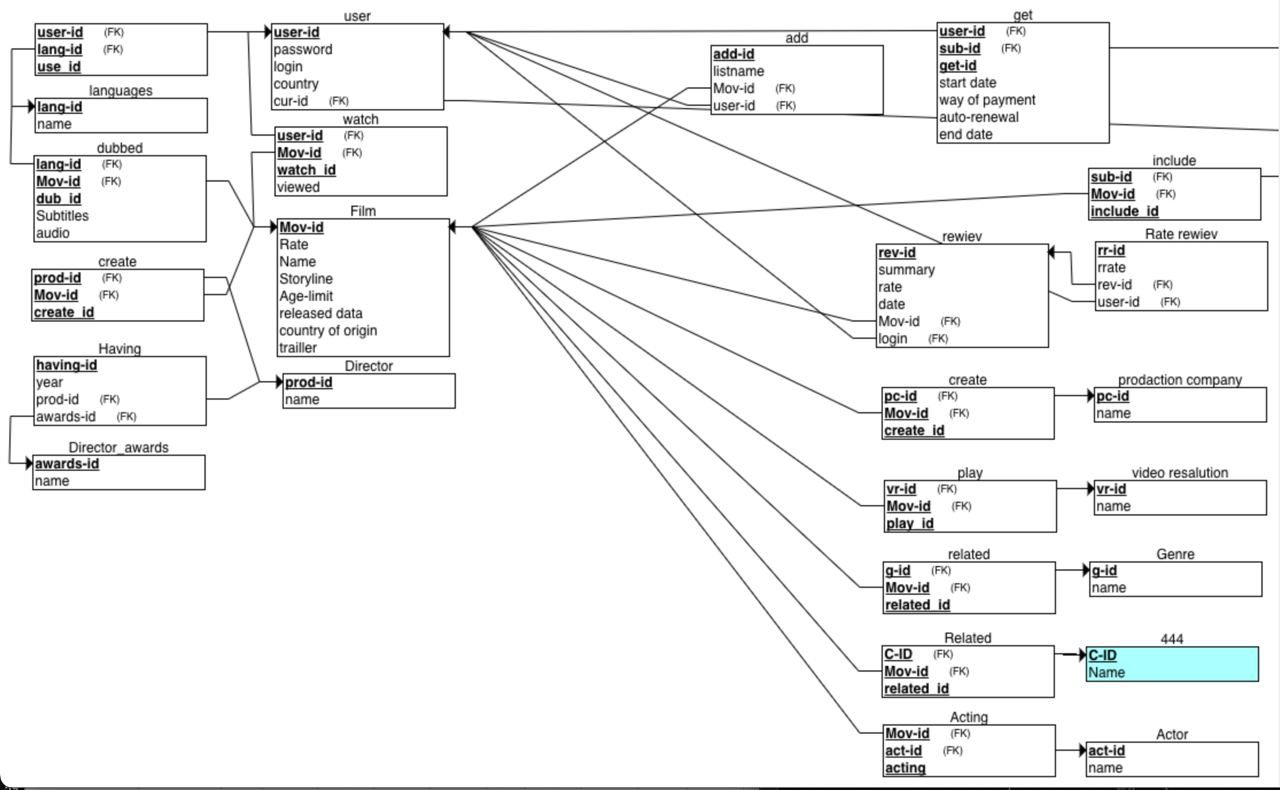 user-id (FK)
lang-id (FK)
use_id
languages
lang-id
name
dubbed
lang-id (FK)
Mov-id (FK)
dub_id
Subtitles
audio
create
prod-id (FK)
Mov-id (FK)
create_id
Having
having-id
year
prod-id (FK)
awards-id (FK)
Director_awards
awards-id
name
user
user-id
password
login
country
cur-id (FK)
watch
user-id (FK)
Mov-id (FK)
watch_id
viewed
Film
Mov-id
Rate
Name
Storyline
Age-limit
released data
country of origin
trailler
Director
prod-id
name
add
add-id
listname
Mov-id (FK)
user-id (FK)
get
user-id (FK)
sub-id (FK)
get-id
start date
way of payment
auto-renewal
end date
include
sub-id (FK)
Mov-id (FK)
include_id
rewiev
rev-id
summary
rate
date
Mov-id (FK)
login (FK)
Rate rewiev
rr-id
rrate
rev-id (FK)
user-id (FK)
create
pc-id (FK)
Mov-id (FK)
create_id
prodaction company
pc-id
name
play
vr-id (FK)
Mov-id (FK)
play_id
video resalution
vr-id
name
related
g-id (FK)
Mov-id (FK)
related_id
Genre
g-id
name
Related
C-ID (FK)
Mov-id (FK)
related_id
444
C-ID
Name
Acting
Mov-id (FK)
act-id (FK)
acting
Actor
act-id
name